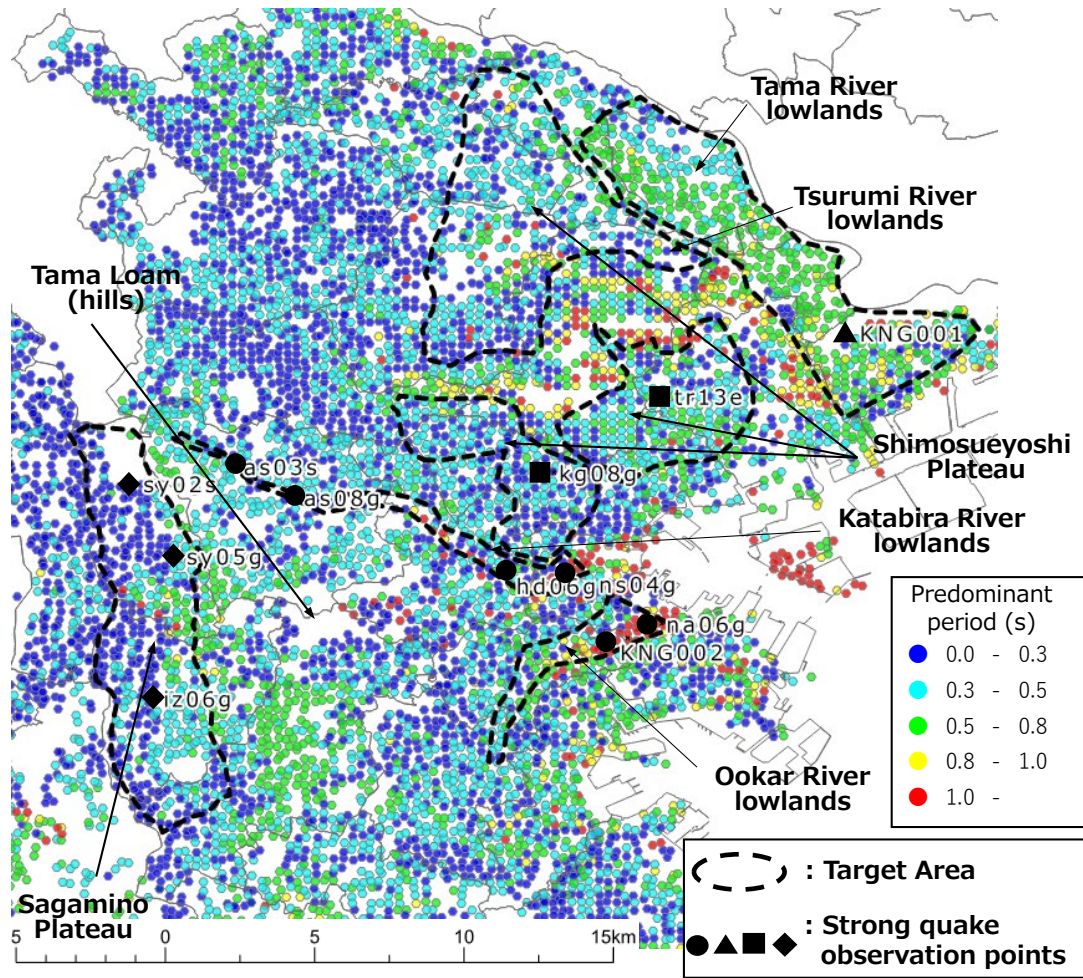 Tama River
lowlands
Tsurumi River
lowlands
Tama Loam
(hills)
KNG001
tr13e
Shimosueyoshi
Plateau
as03s
kg08g
sy02s
as08g
Katabira River
lowlands
sy05g
hd06g
ns04g
na06g
KNG002
iz06g
Predominant
period (s)
0.0 - 0.3
0.3 - 0.5
0.5 - 0.8
0.8 - 1.0
1.0 -
Ookar River
lowlands
Sagamino
Plateau
: Target Area
: Strong quake
observation points
5 0 5 10 15km